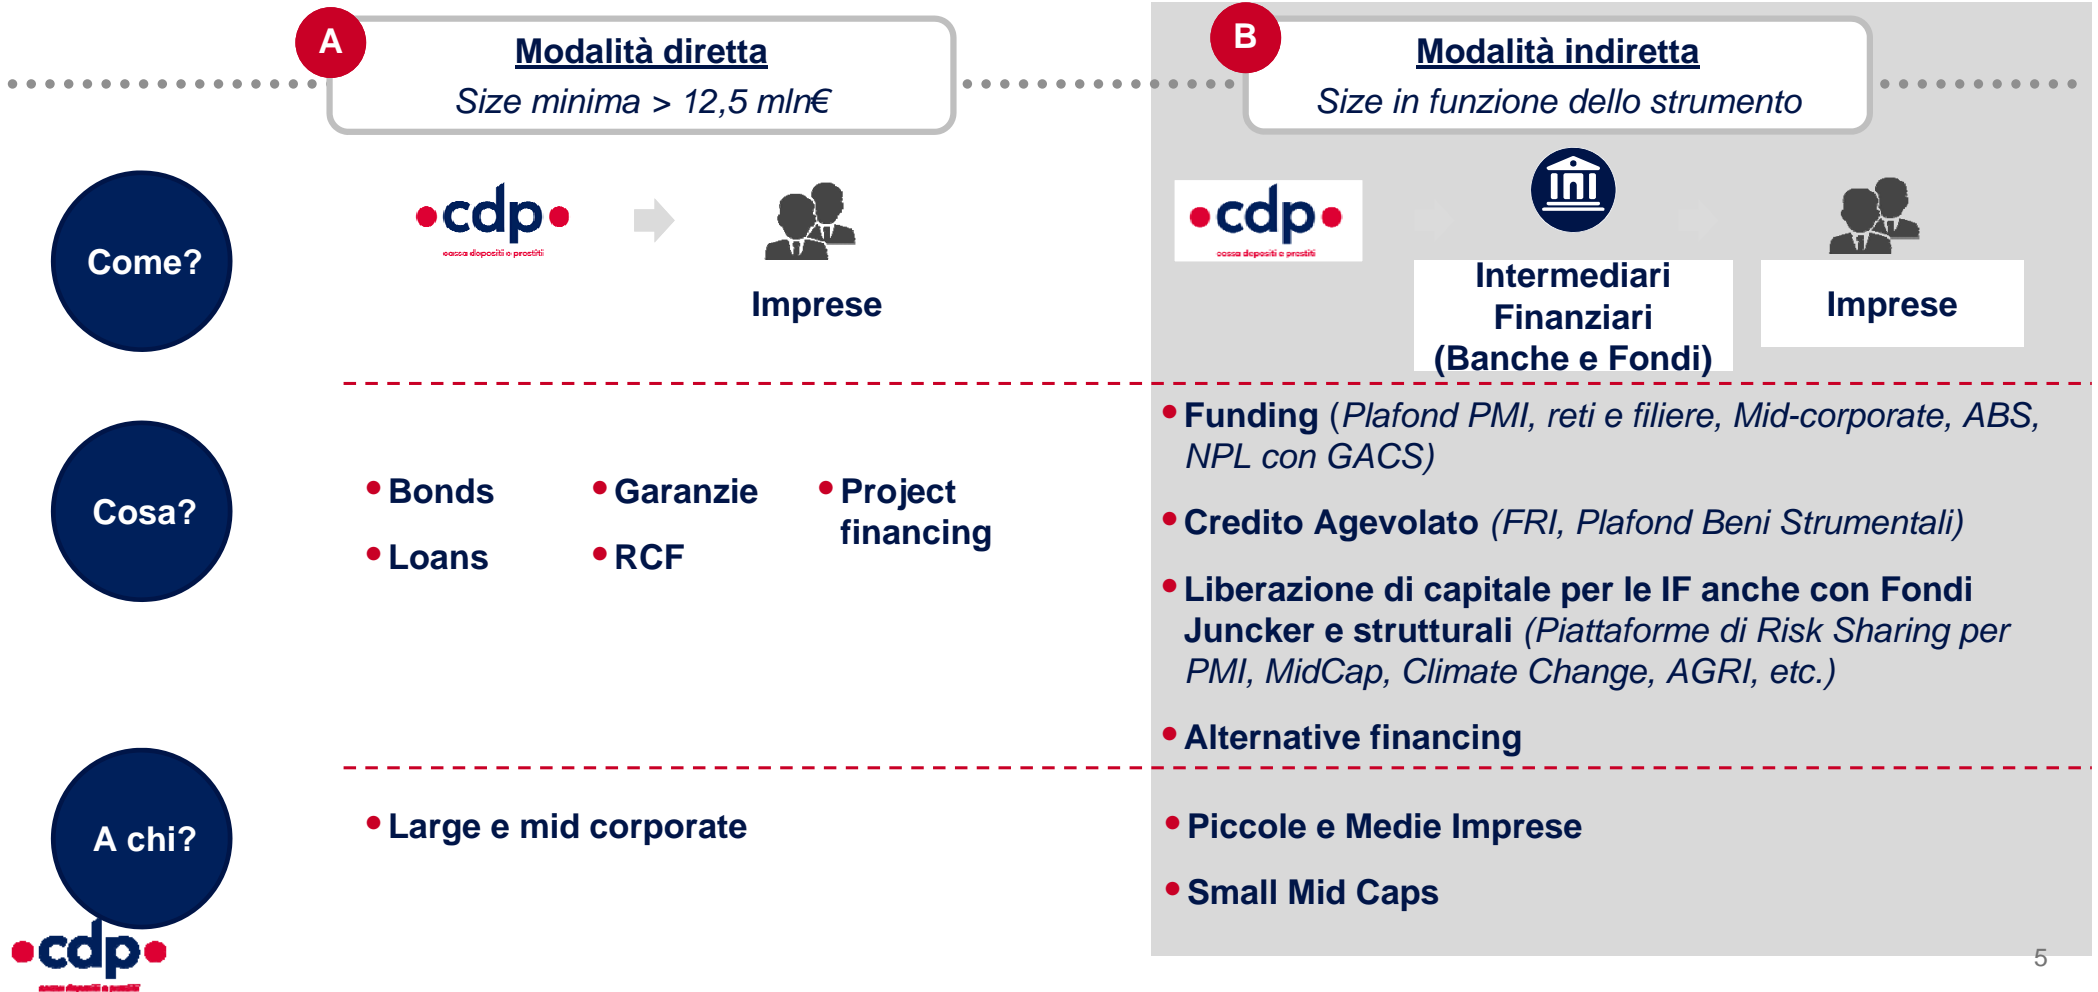 A
Modalità diretta
Size minima > 12,5 mln€
B
Modalità indiretta
Size in funzione dello strumento
Come?
cdp
cassa depositi e prestiti
Imprese
cdp
cassa depositi e prestiti
Intermediari
Finanziari
(Banche e Fondi)
Imprese
Cosa?
Bonds
Loans
Garanzie
RCF
Project
financing
Funding (Plafond PMI, reti e filiere, Mid-corporate, ABS,
NPL con GACS)
Credito Agevolato (FRI, Plafond Beni Strumentali)
Liberazione di capitale per le IF anche con Fondi
Juncker e strutturali (Piattaforme di Risk Sharing per
PMI, MidCap, Climate Change, AGRI, etc.)
Alternative financing
A chi?
Large e mid corporate
Piccole e Medie Imprese
Small Mid Caps
cdp
cassa depositi e prestiti
5